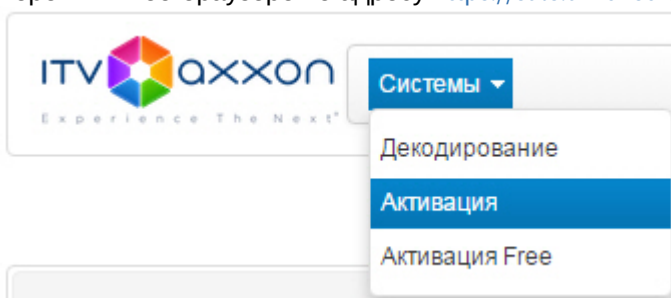 ITV axxon
Experience The Next®
Системы
Декодирование
Активация
Активация Free